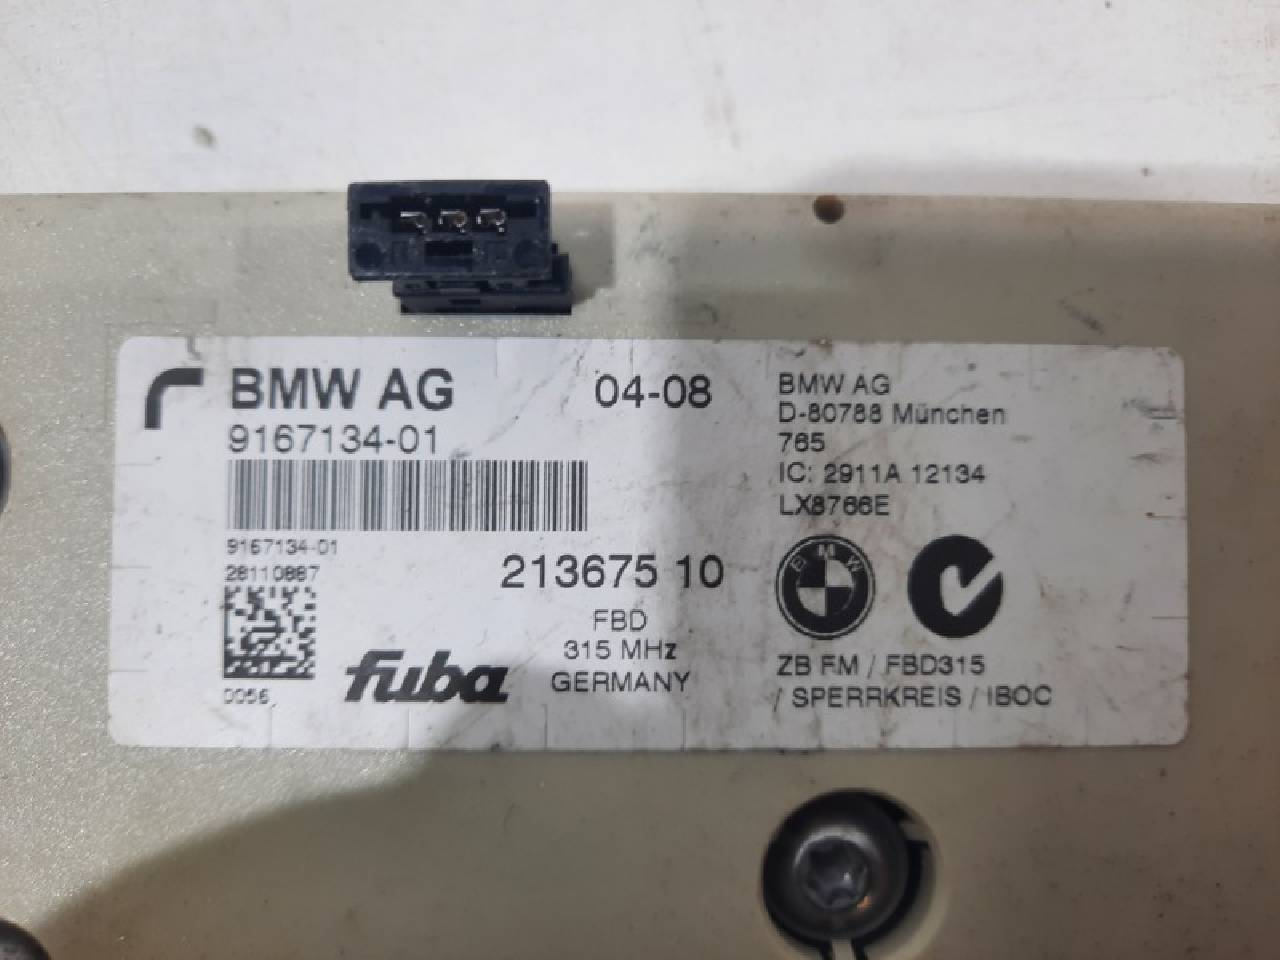 BMW AG 04-08
9167134-01
9167134-01
28110887
213675 10
FBD
315 MHz
GERMANY
0056
fuba
BMW AG
D-80788 München
765
IC: 2911A 12134
LX8766E
BMW
ZB FM / FBD315
/ SPERRKREIS / IBOC